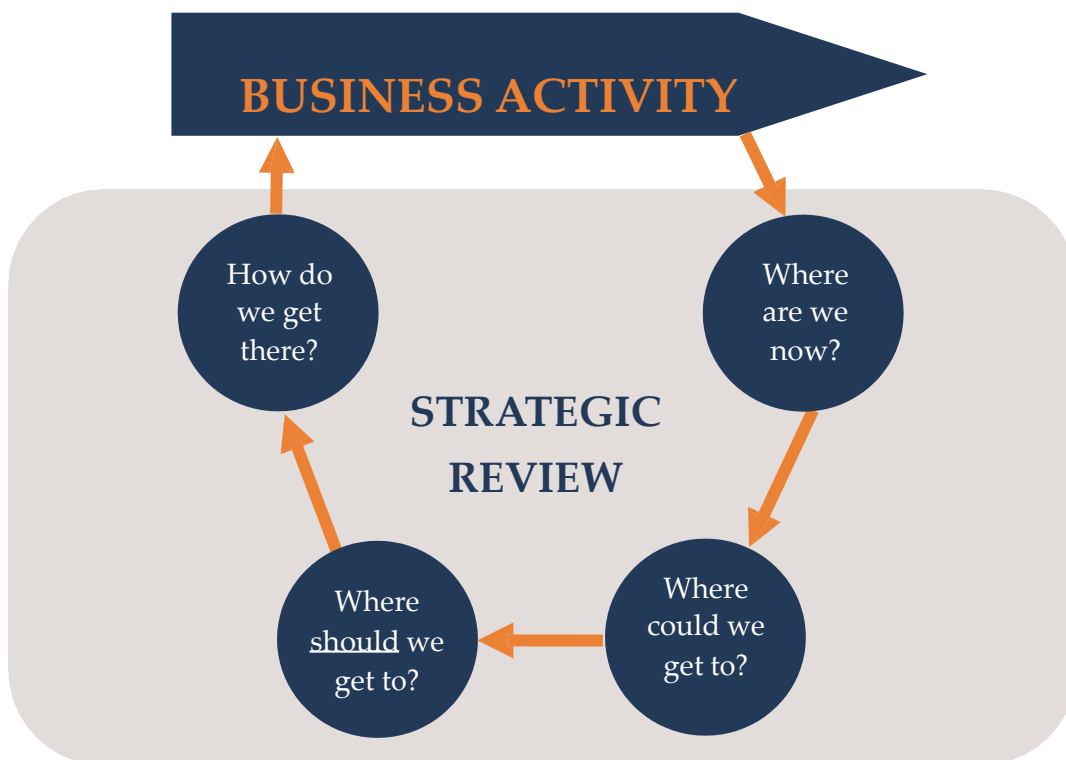 BUSINESS ACTIVITY
How do
we get
there?
Where
are we
now?
STRATEGIC
REVIEW
Where
should we
get to?
Where
could we
get to?